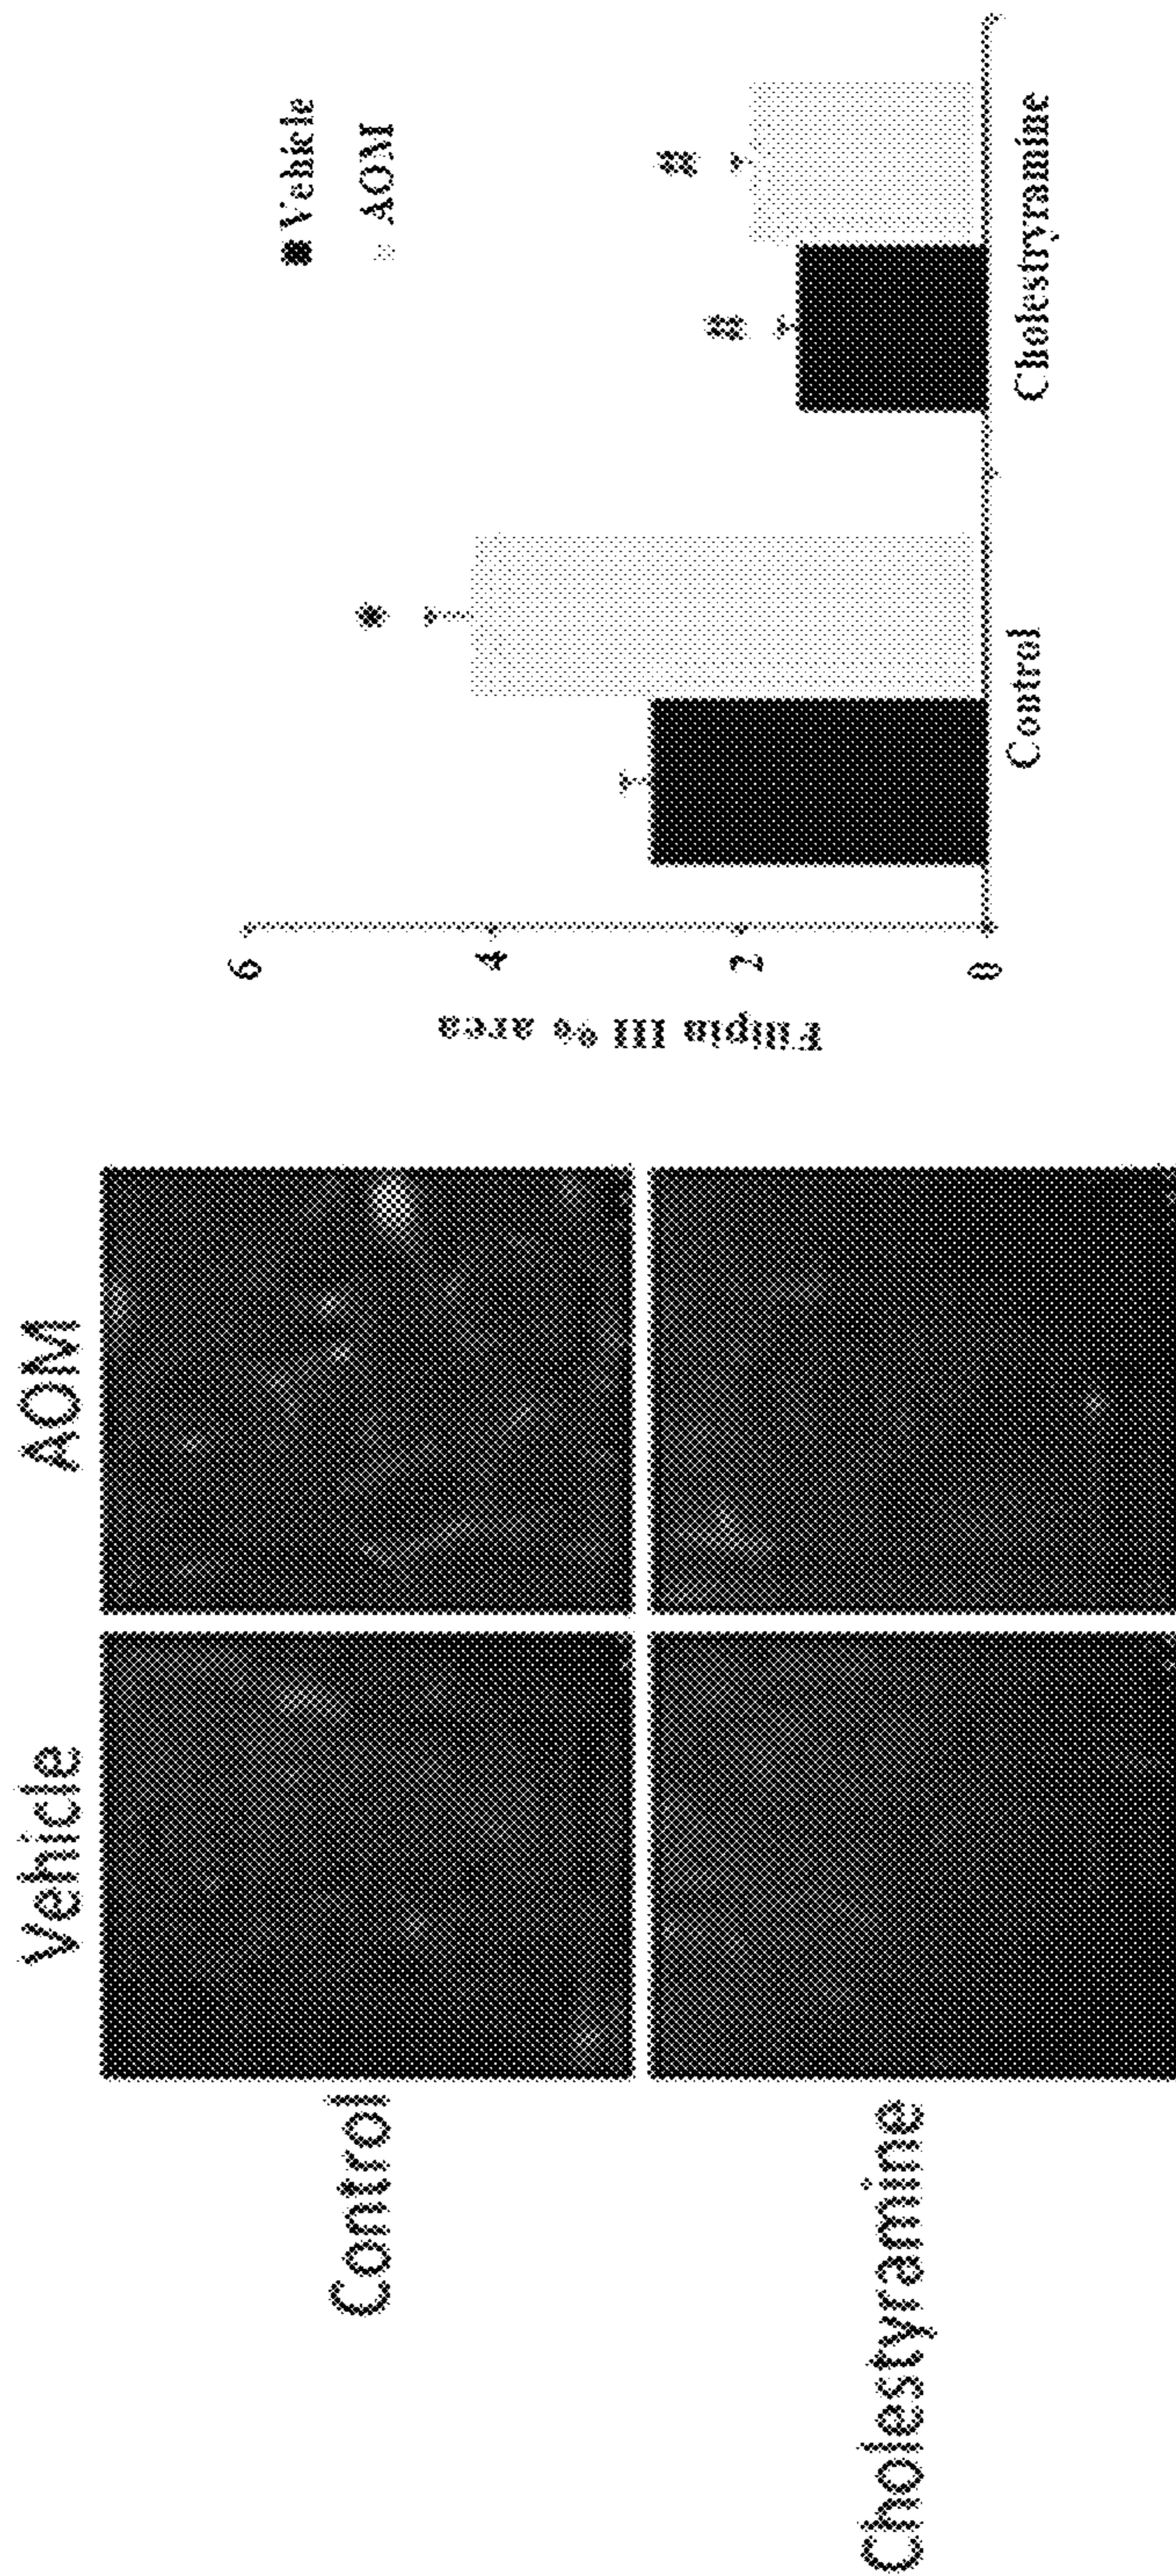 Vehicle AOM
Control
Cholestyramine
Filipin III % area
6
4
2
0
Vehicle
AOM
*
#
#
Control
Cholestyramine